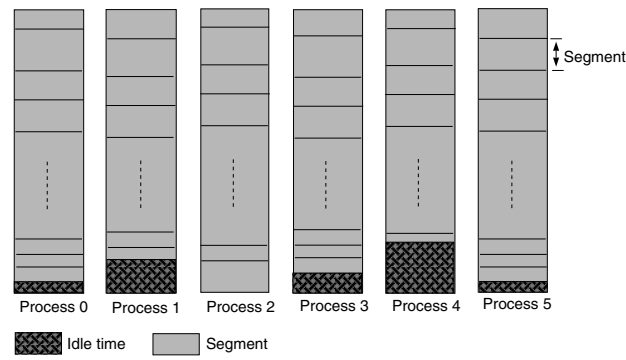 Segment
Process 0
Process 1
Process 2
Process 3
Process 4
Process 5
Idle time
Segment